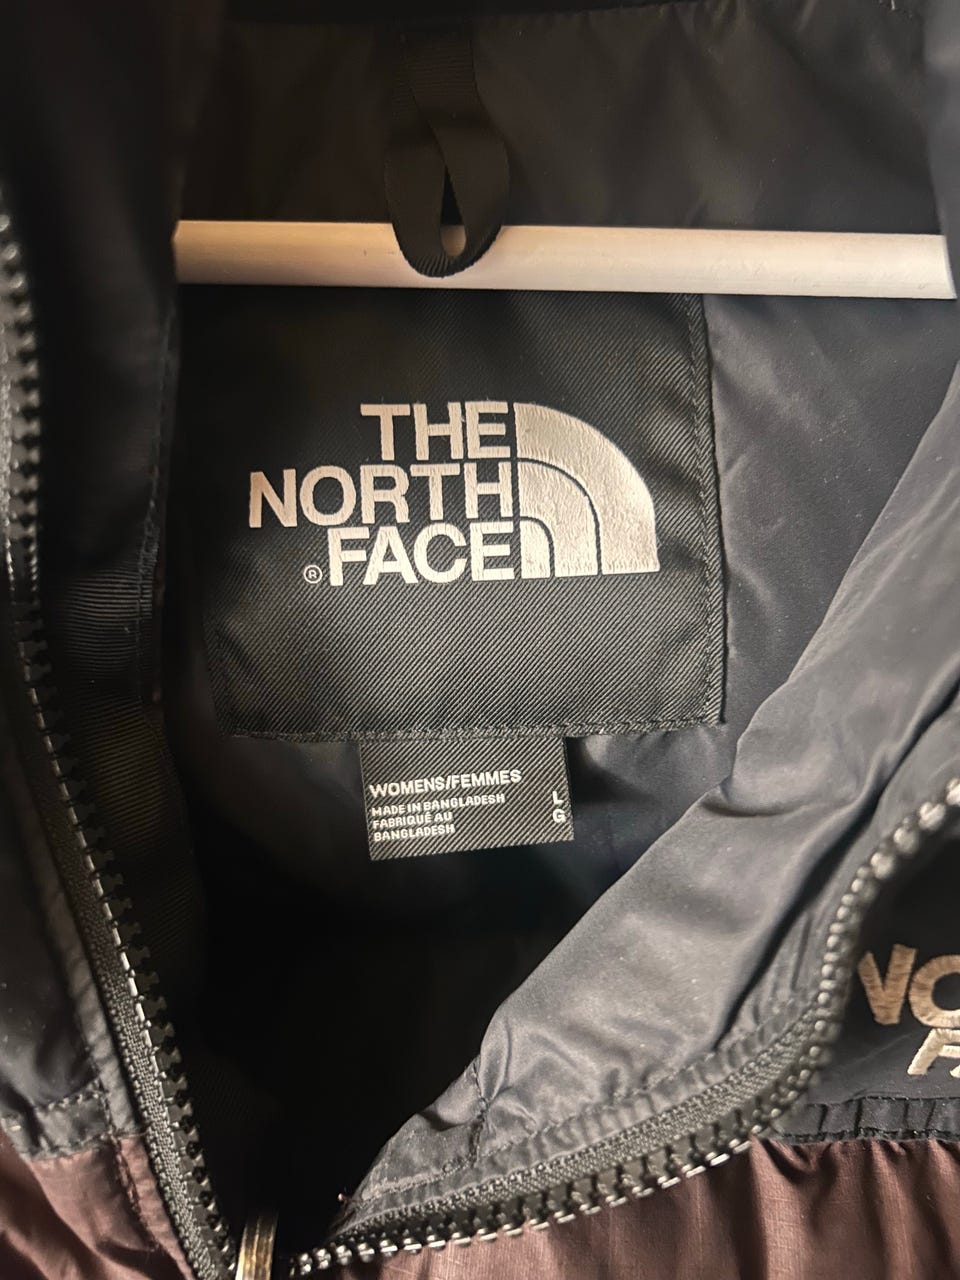 THE
NORTH
FACE
®
WOMENS/FEMMES
MADE IN BANGLADESH
FABRIQUÉ AU
BANGLADESH
L
G